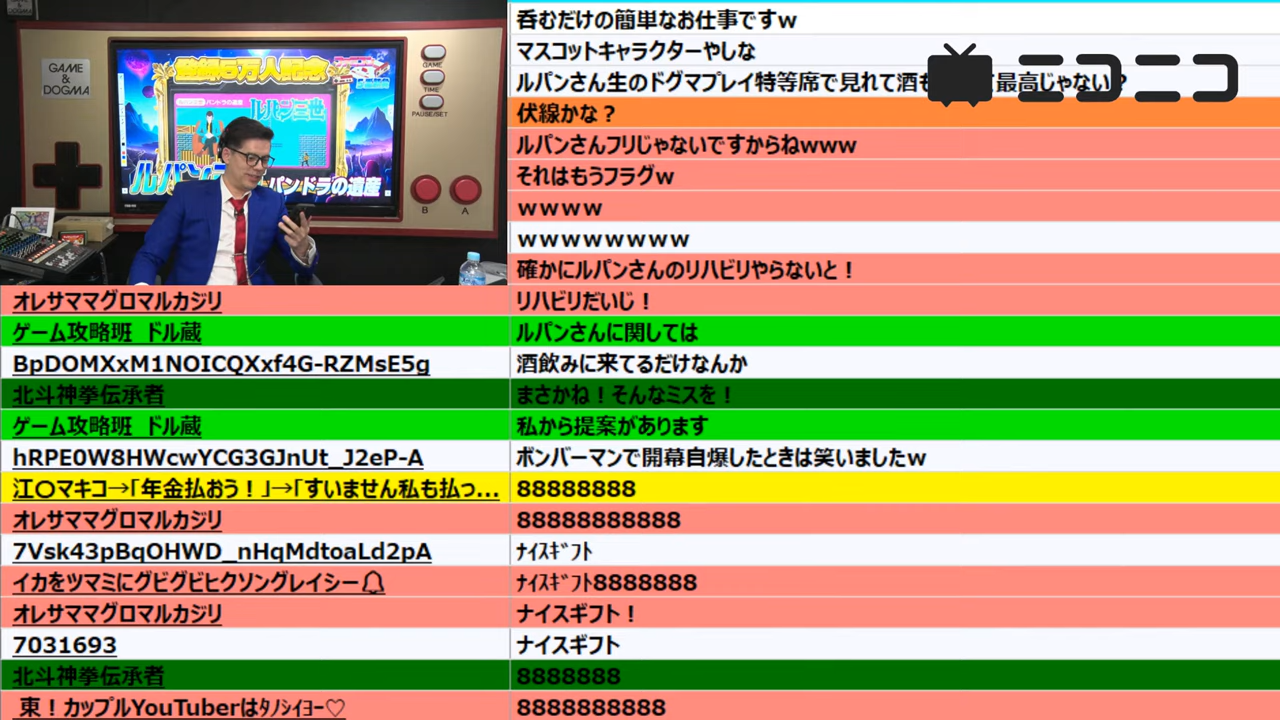 GAME
&
DOGMA
登録6万人記念
ルパン三世
パンドラの遺産
GAME
TIME
PAUSE/SET
B
A
ニコニコ
呑むだけの簡単なお仕事ですｗ
マスコットキャラクターやしな
ルパンさん生のドグマプレイ特等席で見れて酒も
最高じゃない？
伏線かな？
ルパンさんフリじゃないですからねwww
それはもうフラグｗ
ｗｗｗｗ
ｗｗｗｗｗｗｗｗ
確かにルパンさんのリハビリやらないと！
オレサママグロマルカジリ リハビリだいじ！
ゲーム攻略班　ドル蔵 ルパンさんに関しては
BpDOMXxM1NOICQXxf4G-RZMsE5g 酒飲みに来てるだけなんか
北斗神拳伝承者 まさかね！そんなミスを！
ゲーム攻略班　ドル蔵 私から提案があります
hRPE0W8HWcwYCG3GJnUt_J2eP-A ボンバーマンで開幕自爆したときは笑いましたｗ
江〇マキコ→｢年金払おう！｣→｢すいません私も払っ... 88888888
オレサママグロマルカジリ 88888888888
7Vsk43pBqOHWD_nHqMdtoaLd2pA ﾅｲｽｷﾞﾌﾄ
イカをツマミにグビグビヒクソングレイシー🔔 ﾅｲｽｷﾞﾌﾄ8888888
オレサママグロマルカジリ ナイスギフト！
7031693 ナイスギフト
北斗神拳伝承者 8888888
東！カップルYouTuberはﾀﾉｼｲﾖｰ♡ 8888888888